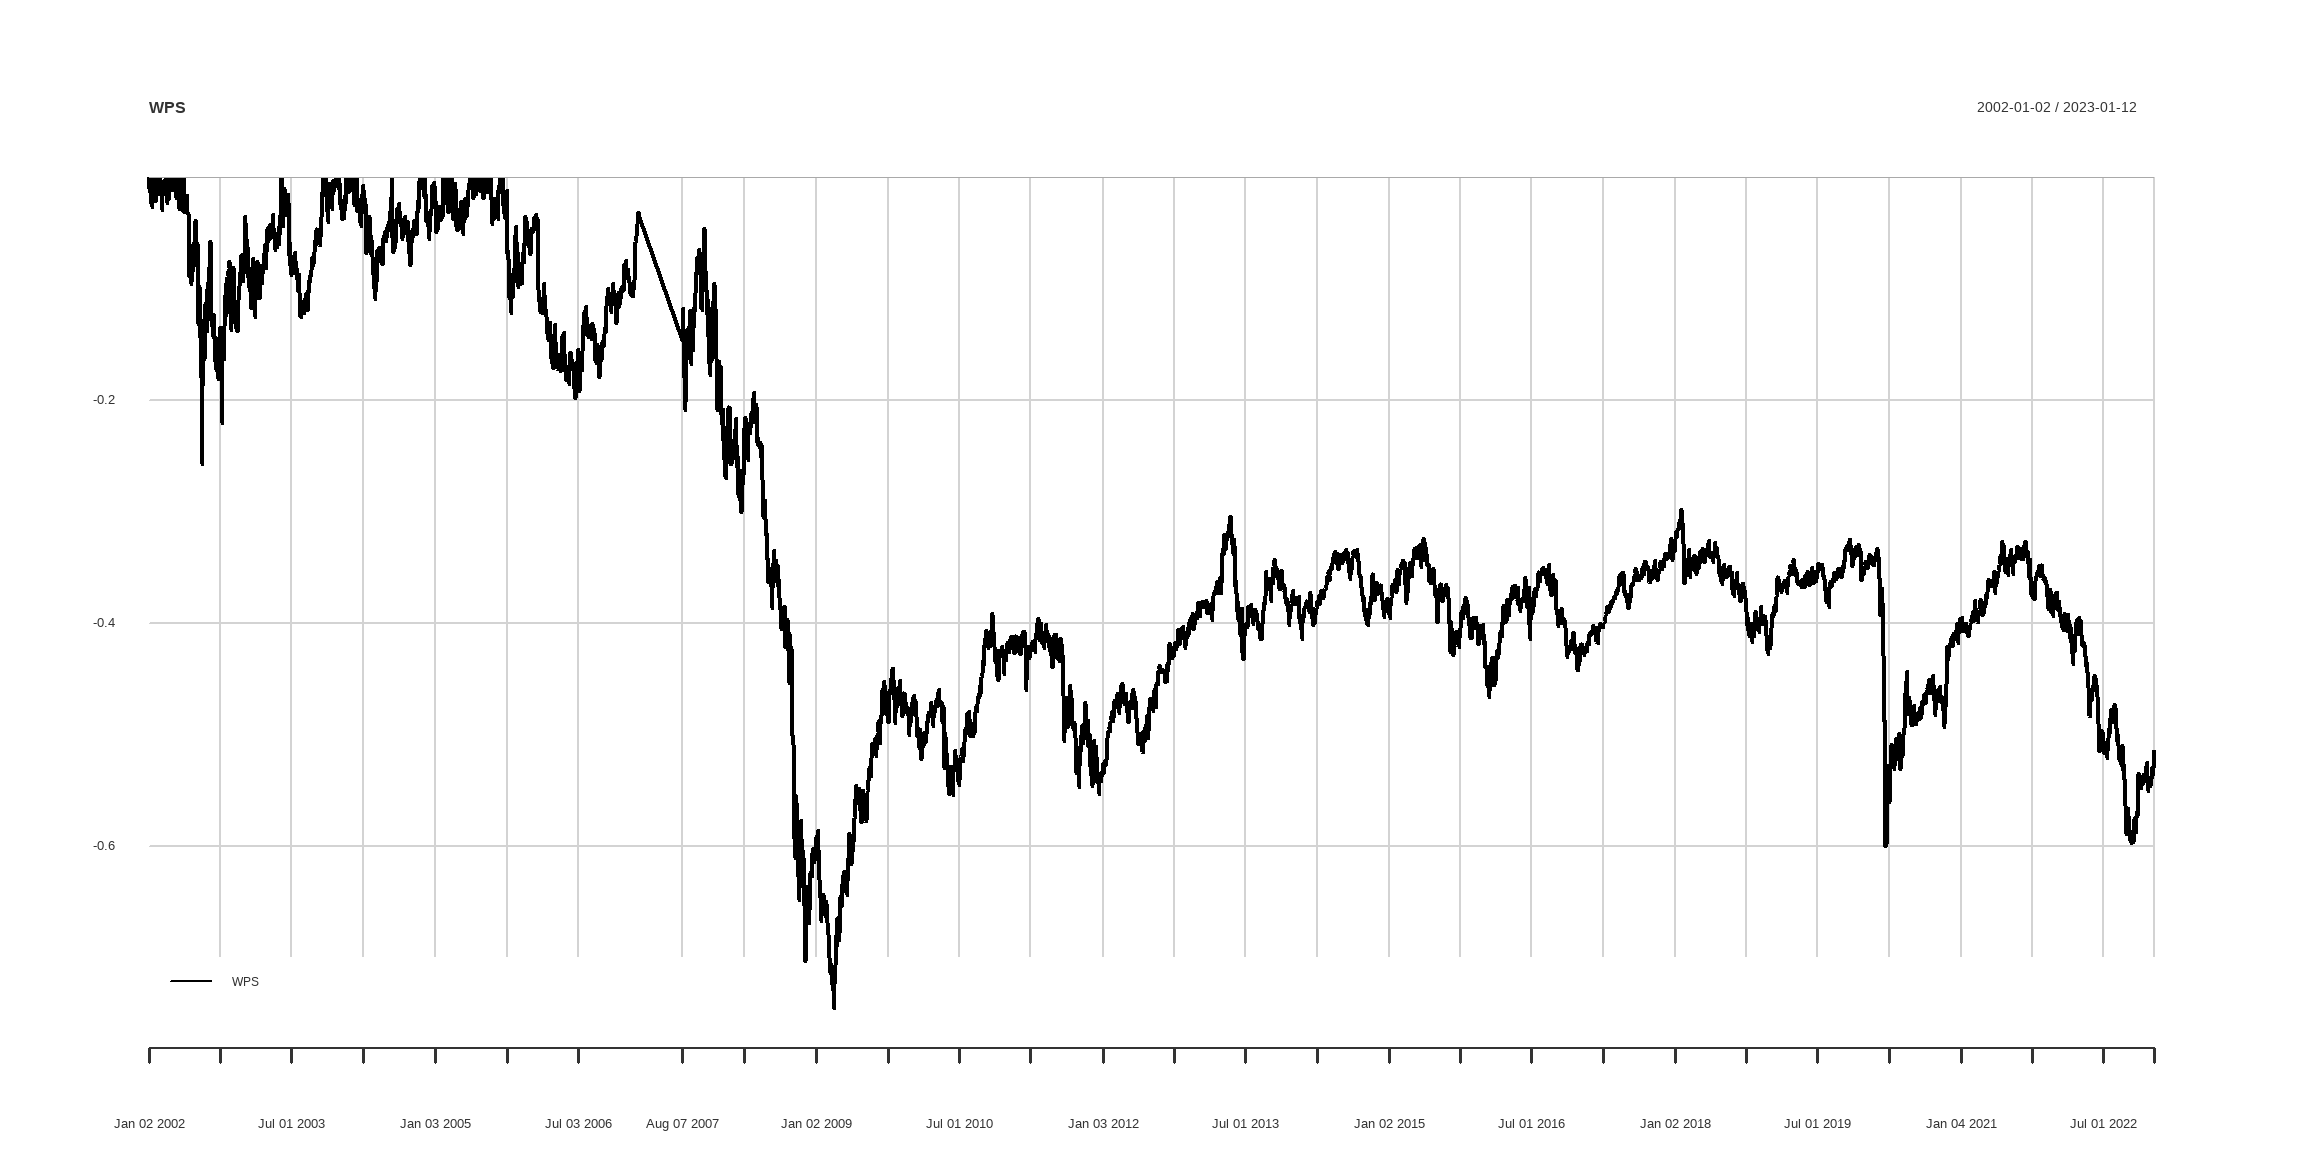 WPS
2002-01-02 / 2023-01-12
-0.2
-0.4
-0.6
WPS
Jan 02 2002
Jul 01 2003
Jan 03 2005
Jul 03 2006
Aug 07 2007
Jan 02 2009
Jul 01 2010
Jan 03 2012
Jul 01 2013
Jan 02 2015
Jul 01 2016
Jan 02 2018
Jul 01 2019
Jan 04 2021
Jul 01 2022